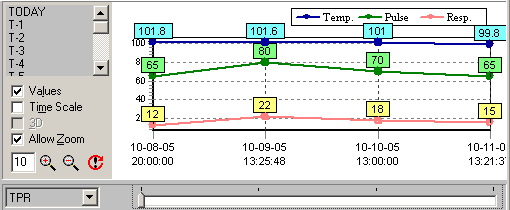 TODAY
T-1
T-2
T-3
T-4
T-5
Values
Time Scale
3D
Allow Zoom
10
TPR
Temp. Pulse Resp.
101.8 101.6 101 99.8
65 80 70 65
12 22 18 15
100
80
60
40
20
10-08-05 10-09-05 10-10-05 10-11-0
20:00:00 13:25:48 13:00:00 13:21:37